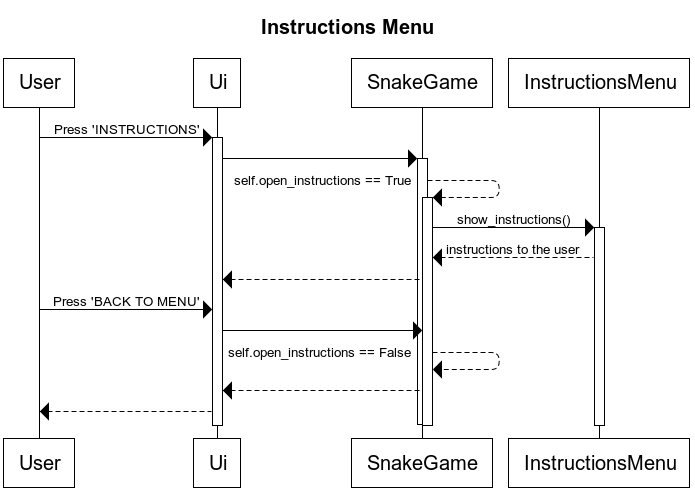 Instructions Menu
User
Ui
SnakeGame
InstructionsMenu
Press 'INSTRUCTIONS'
self.open_instructions == True
show_instructions()
instructions to the user
Press 'BACK TO MENU'
self.open_instructions == False
User
Ui
SnakeGame
InstructionsMenu